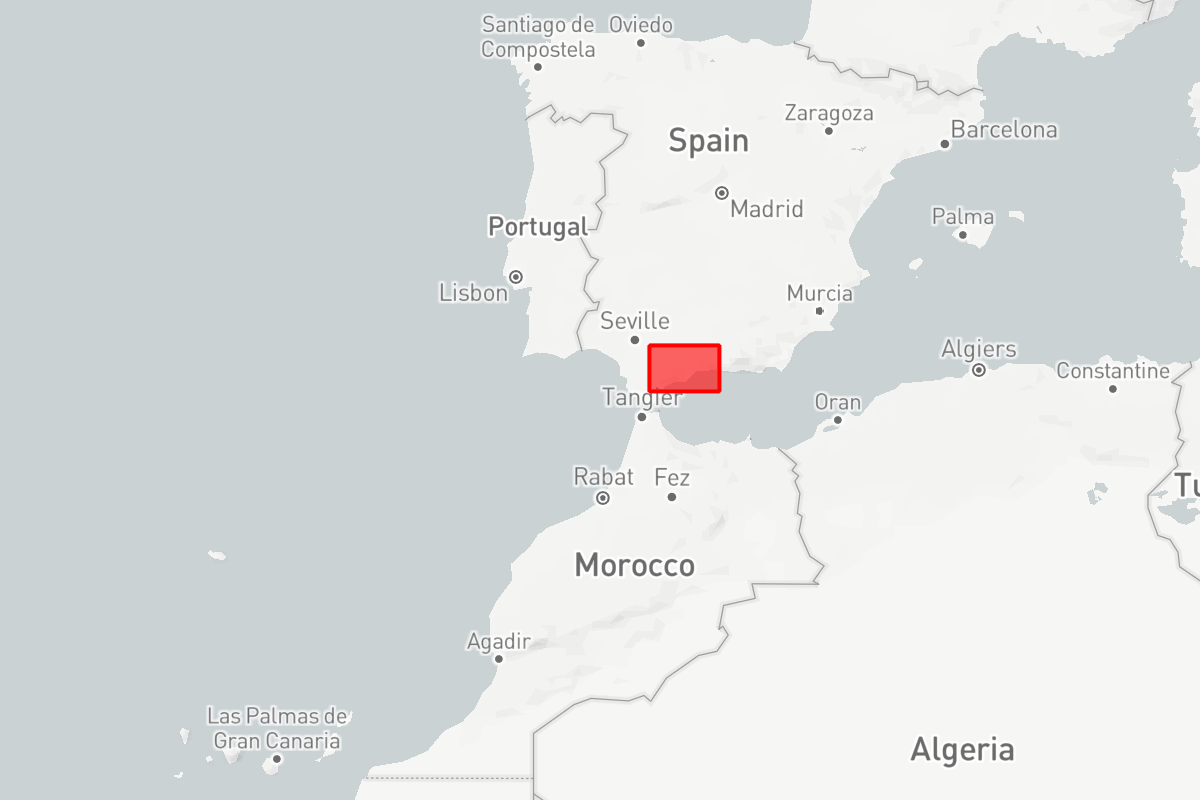 Santiago de
Compostela
Oviedo
Zaragoza
Barcelona
Spain
Madrid
Palma
Portugal
Lisbon
Murcia
Seville
Algiers
Constantine
Tangier
Oran
Rabat
Fez
Tu
Morocco
Agadir
Las Palmas de
Gran Canaria
Algeria